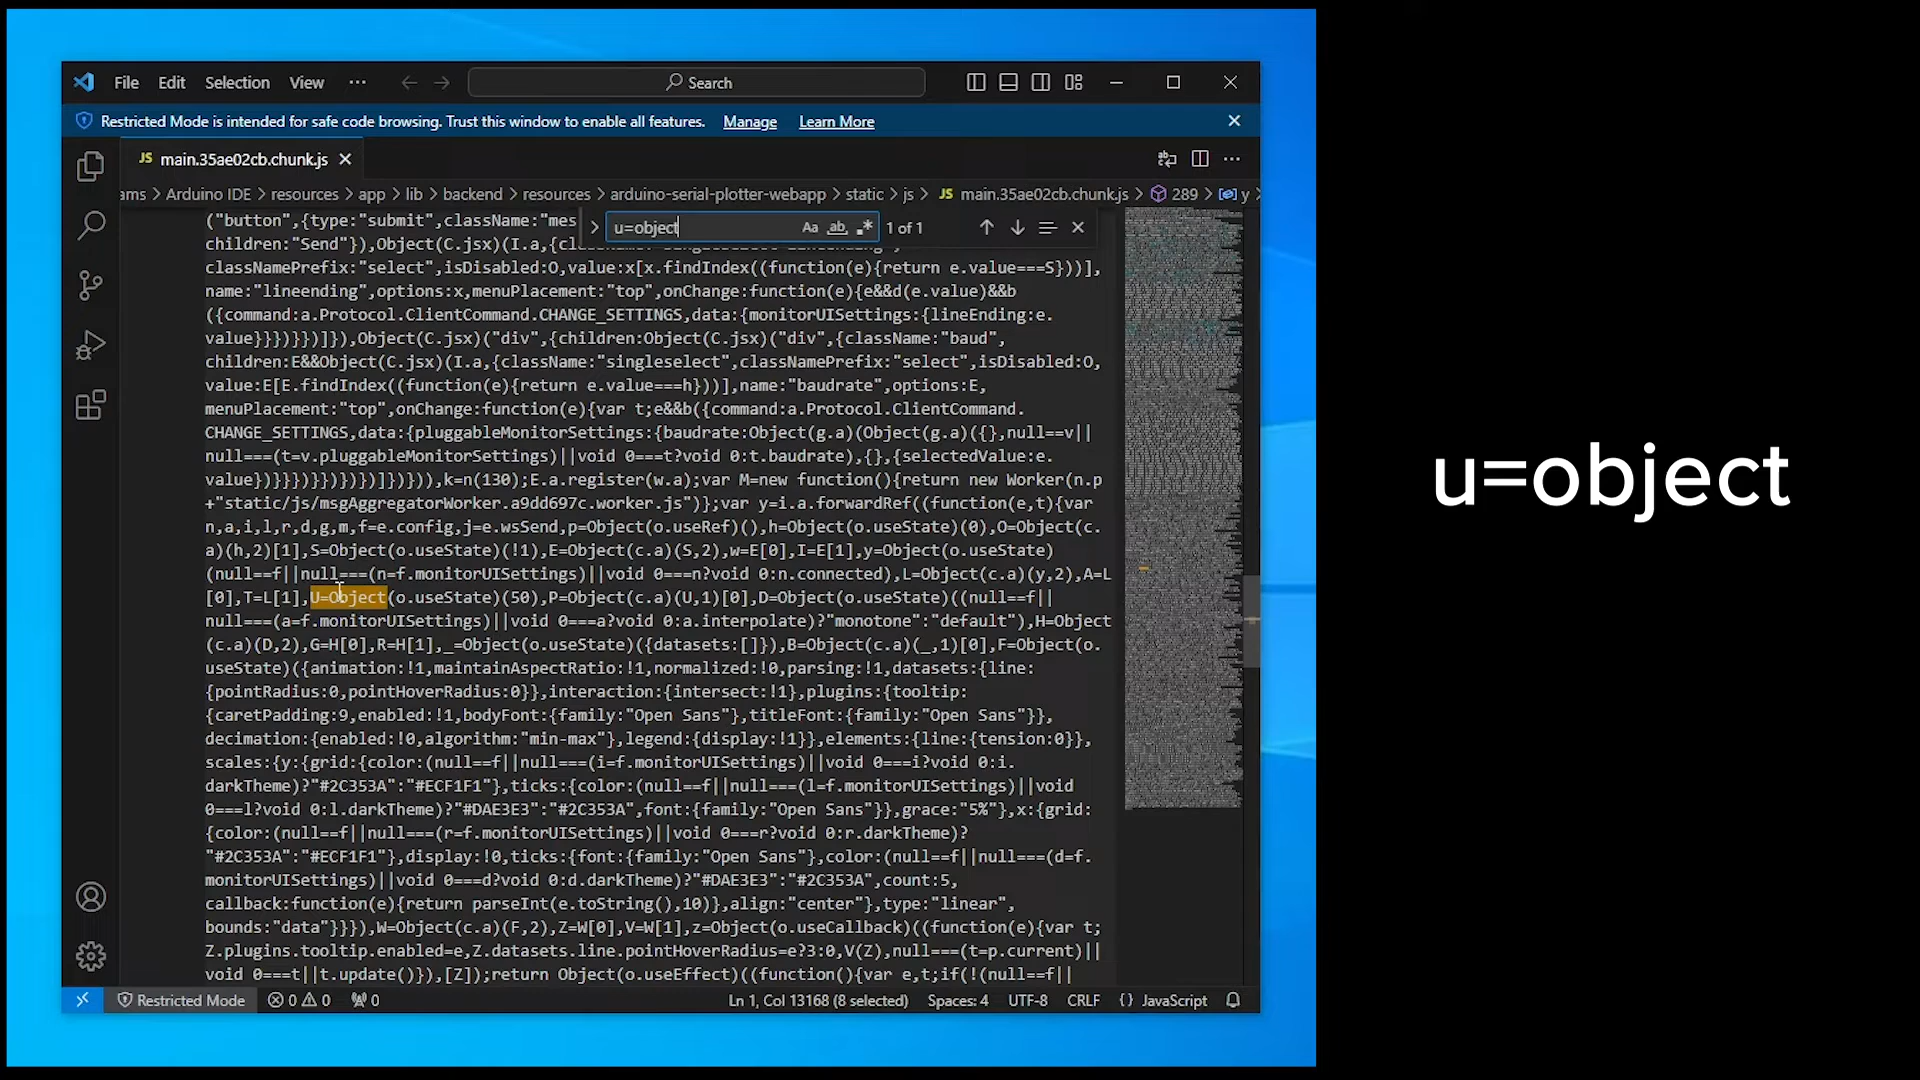 File Edit Selection View ··· Search
Restricted Mode is intended for safe code browsing. Trust this window to enable all features. Manage Learn More
JS main.35ae02cb.chunk.js
ams > Arduino IDE > resources > app > lib > backend > resources > arduino-serial-plotter-webapp > static > js > JS main.35ae02cb.chunk.js > 289 > y >
u=object Aa ab 1 of 1
("button",{type:"submit",className:"mes
children:"Send"}),Object(C.jsx)(I.a,{
classNamePrefix:"select",isDisabled:O,value:x[x.findIndex((function(e){return e.value===S}))],
name:"lineending",options:x,menuPlacement:"top",onChange:function(e){e&&d(e.value)&&b
({command:a.Protocol.ClientCommand.CHANGE_SETTINGS,data:{monitorUISettings:{lineEnding:e.
value}}})}})]}),Object(C.jsx)("div",{children:Object(C.jsx)("div",{className:"baud",
children:E&&Object(C.jsx)(I.a,{className:"singleselect",classNamePrefix:"select",isDisabled:O,
value:E[E.findIndex((function(e){return e.value===h}))],name:"baudrate",options:E,
menuPlacement:"top",onChange:function(e){var t;e&&b({command:a.Protocol.ClientCommand.
CHANGE_SETTINGS,data:{pluggableMonitorSettings:{baudrate:Object(g.a)(Object(g.a)({},null==v||
null===(t=v.pluggableMonitorSettings)||void 0===t?void 0:t.baudrate),{},{selectedValue:e.
value})}}})}})})})]})})),k=n(130);E.a.register(w.a);var M=new function(){return new Worker(n.p
+"static/js/msgAggregatorWorker.a9dd697c.worker.js")};var y=i.a.forwardRef((function(e,t){var
n,a,i,l,r,d,g,m,f=e.config,j=e.wsSend,p=Object(o.useRef)(),h=Object(o.useState)(0),O=Object(c.
a)(h,2)[1],S=Object(o.useState)(!1),E=Object(c.a)(S,2),w=E[0],I=E[1],y=Object(o.useState)
(null==f||null===(n=f.monitorUISettings)||void 0===n?void 0:n.connected),L=Object(c.a)(y,2),A=L
[0],T=L[1],U=Object(o.useState)(50),P=Object(c.a)(U,1)[0],D=Object(o.useState)((null==f||
null===(a=f.monitorUISettings)||void 0===a?void 0:a.interpolate)?"monotone":"default"),H=Object
(c.a)(D,2),G=H[0],R=H[1],_=Object(o.useState)({datasets:[]}),B=Object(c.a)(_,1)[0],F=Object(o.
useState)({animation:!1,maintainAspectRatio:!1,normalized:!0,parsing:!1,datasets:{line:
{pointRadius:0,pointHoverRadius:0}},interaction:{intersect:!1},plugins:{tooltip:
{caretPadding:9,enabled:!1,bodyFont:{family:"Open Sans"},titleFont:{family:"Open Sans"}},
decimation:{enabled:!0,algorithm:"min-max"},legend:{display:!1}},elements:{line:{tension:0}},
scales:{y:{grid:{color:(null==f||null===(i=f.monitorUISettings)||void 0===i?void 0:i.
darkTheme)?"#2C353A":"#ECF1F1"},ticks:{color:(null==f||null===(l=f.monitorUISettings)||void
0===l?void 0:l.darkTheme)?"#DAE3E3":"#2C353A",font:{family:"Open Sans"}},grace:"5%"},x:{grid:
{color:(null==f||null===(r=f.monitorUISettings)||void 0===r?void 0:r.darkTheme)?
"#2C353A":"#ECF1F1"},display:!0,ticks:{font:{family:"Open Sans"},color:(null==f||null===(d=f.
monitorUISettings)||void 0===d?void 0:d.darkTheme)?"#DAE3E3":"#2C353A",count:5,
callback:function(e){return parseInt(e.toString(),10)},align:"center"},type:"linear",
bounds:"data"}}}),W=Object(c.a)(F,2),Z=W[0],V=W[1],z=Object(o.useCallback)((function(e){var t;
Z.plugins.tooltip.enabled=e,Z.datasets.line.pointHoverRadius=e?3:0,V(Z),null===(t=p.current)||
void 0===t||t.update()}),[Z]);return Object(o.useEffect)((function(){var e,t;if(!(null==f||
Restricted Mode 0 0 0 Ln 1, Col 13168 (8 selected) Spaces: 4 UTF-8 CRLF {} JavaScript
u=object